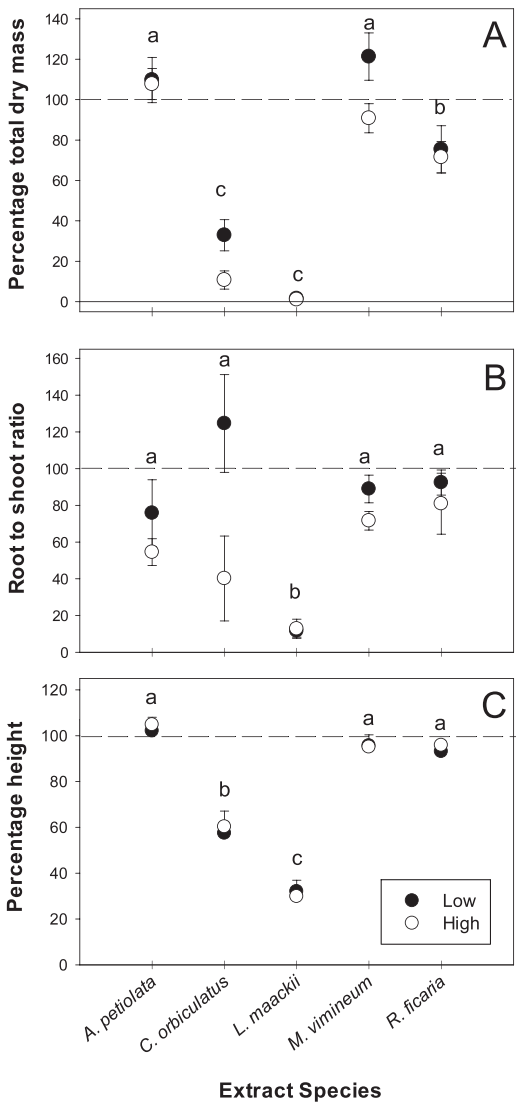 Percentage total dry mass
140
120
100
80
60
40
20
0
A
a
c
c
a
b
Root to shoot ratio
160
140
120
100
80
60
40
20
0
B
a
a
b
a
a
Percentage height
120
100
80
60
40
20
0
C
a
b
c
a
a
Low
High
A. petiolata
C. orbiculatus
L. maackii
M. vimineum
R. ficaria
Extract Species